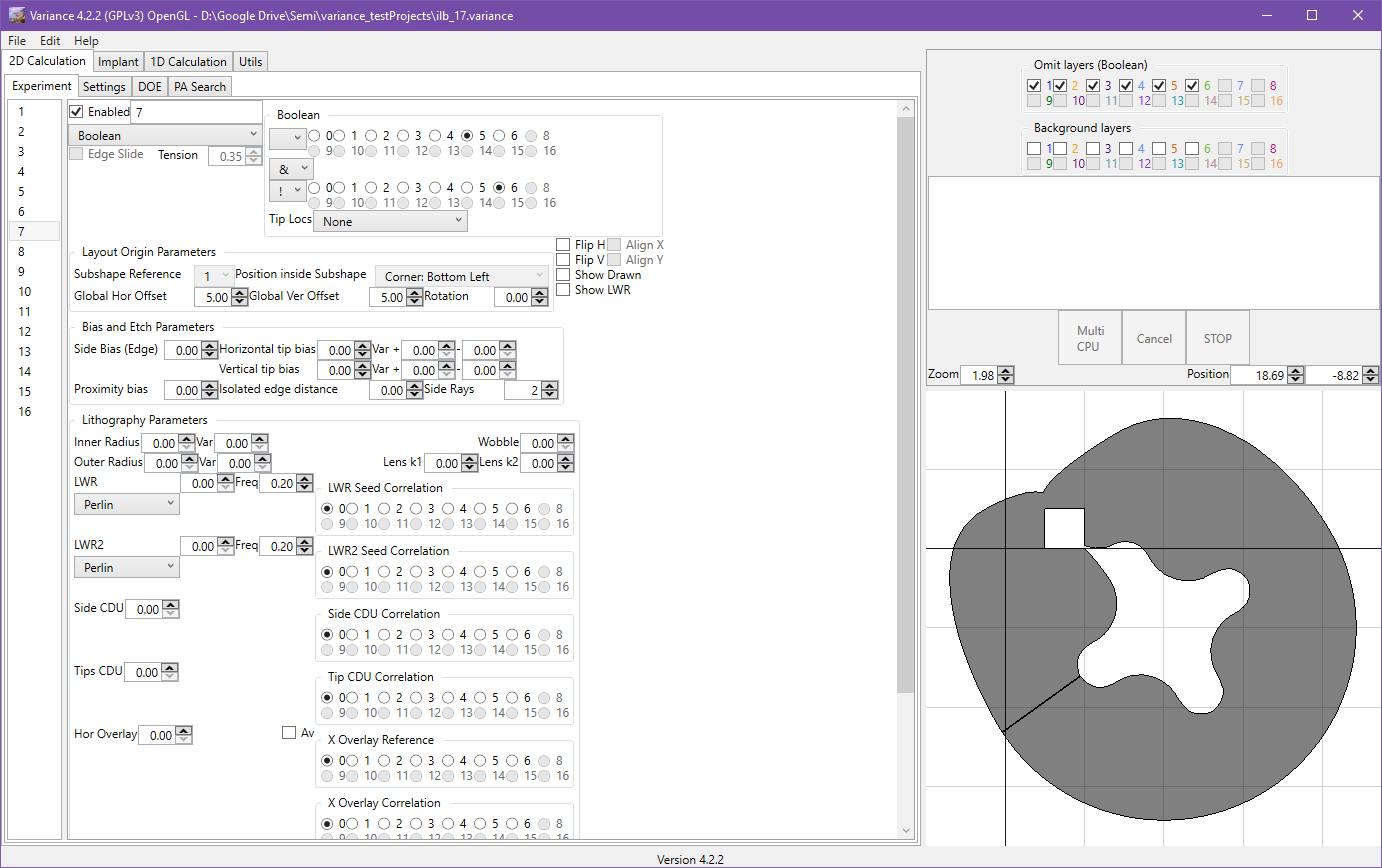 Variance 4.2.2 (GPLv3) OpenGL - D:\Google Drive\Semi\variance_testProjects\ilb_17.variance
File Edit Help
2D Calculation Implant 1D Calculation Utils
Experiment Settings DOE PA Search
1
2
3
4
5
6
7
8
9
10
11
12
13
14
15
16
Enabled 7
Boolean
Edge Slide Tension 0.35
Boolean
0 1 2 3 4 5 6 8
9 10 11 12 13 14 15 16
&
! 0 1 2 3 4 5 6 8
9 10 11 12 13 14 15 16
Tip Locs None
Layout Origin Parameters
Subshape Reference 1 Position inside Subshape Corner: Bottom Left
Global Hor Offset 5.00 Global Ver Offset 5.00 Rotation 0.00
Flip H Align X
Flip V Align Y
Show Drawn
Show LWR
Bias and Etch Parameters
Side Bias (Edge) 0.00 Horizontal tip bias 0.00 Var + 0.00 - 0.00
Vertical tip bias 0.00 Var + 0.00 - 0.00
Proximity bias 0.00 Isolated edge distance 0.00 Side Rays 2
Lithography Parameters
Inner Radius 0.00 Var 0.00 Wobble 0.00
Outer Radius 0.00 Var 0.00 Lens k1 0.00 Lens k2 0.00
LWR 0.00 Freq 0.20
Perlin
LWR Seed Correlation
0 1 2 3 4 5 6 8
9 10 11 12 13 14 15 16
LWR2 0.00 Freq 0.20
Perlin
LWR2 Seed Correlation
0 1 2 3 4 5 6 8
9 10 11 12 13 14 15 16
Side CDU 0.00
Side CDU Correlation
0 1 2 3 4 5 6 8
9 10 11 12 13 14 15 16
Tips CDU 0.00
Tip CDU Correlation
0 1 2 3 4 5 6 8
9 10 11 12 13 14 15 16
Hor Overlay 0.00 Av
X Overlay Reference
0 1 2 3 4 5 6 8
9 10 11 12 13 14 15 16
X Overlay Correlation
0 1 2 3 4 5 6 8
9 10 11 12 13 14 15 16
Omit layers (Boolean)
1 2 3 4 5 6 7 8
9 10 11 12 13 14 15 16
Background layers
1 2 3 4 5 6 7 8
9 10 11 12 13 14 15 16
Multi CPU
Cancel
STOP
Zoom 1.98 Position 18.69 -8.82
Version 4.2.2